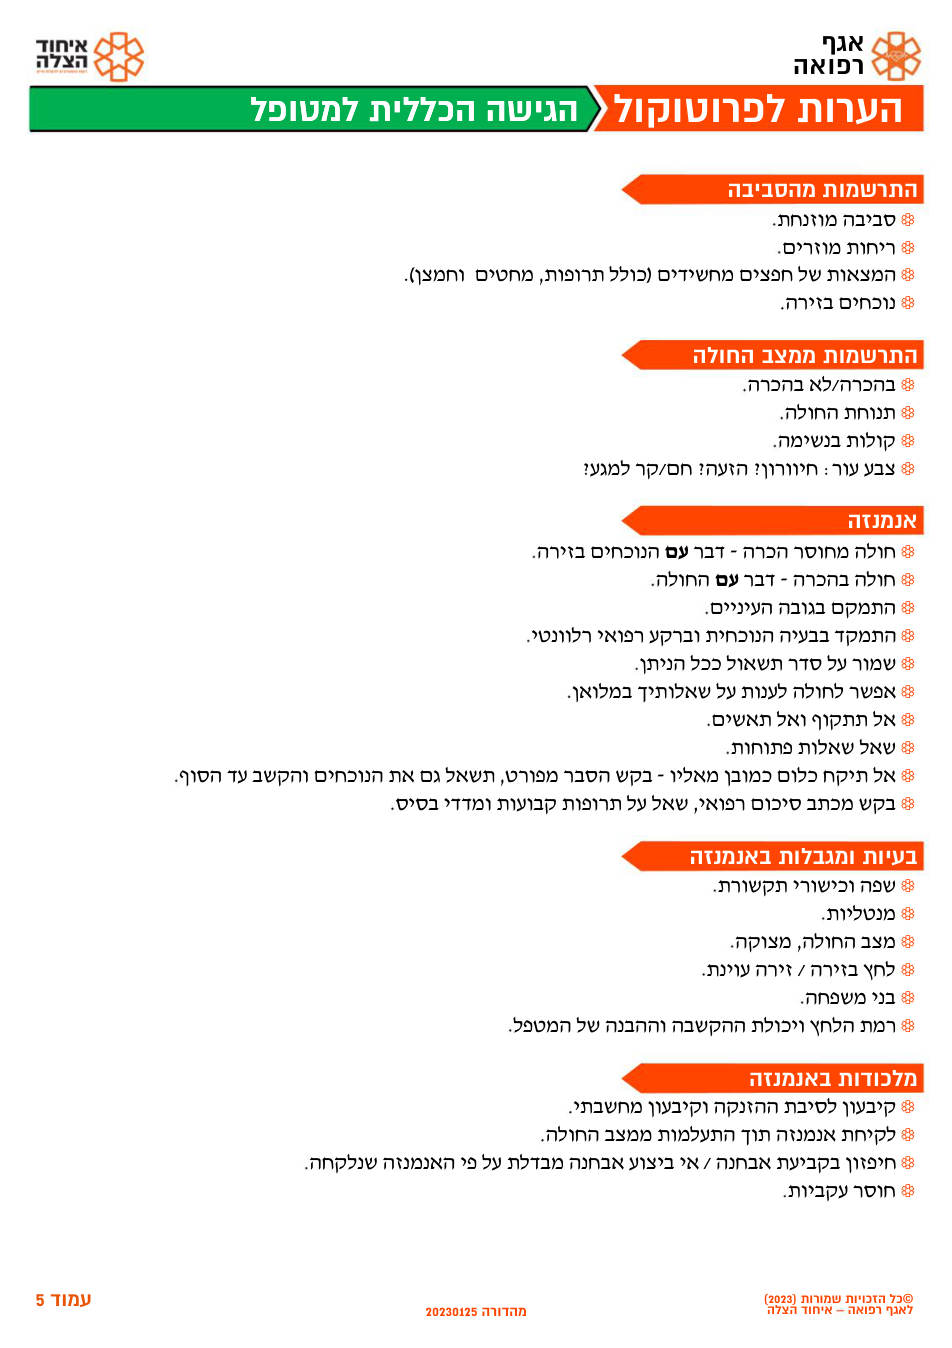 אגף
רפואה
איחוד
הצלה
הערות לפרוטוקול
הגישה הכללית למטופל
התרשמות מהסביבה
סביבה מוזנחת.
ריחות מוזרים.
המצאות של חפצים מחשידים (כולל תרופות, מחטים וחמצן).
נוכחים בזירה.
התרשמות ממצב החולה
בהכרה/לא בהכרה.
תנוחת החולה.
קולות בנשימה.
צבע עור: חיוורון? הזעה? חם/קר למגע?
אנמנזה
חולה מחוסר הכרה - דבר עם הנוכחים בזירה.
חולה בהכרה - דבר עם החולה.
התמקם בגובה העיניים.
התמקד בבעיה הנוכחית וברקע רפואי רלוונטי.
שמור על סדר תשאול ככל הניתן.
אפשר לחולה לענות על שאלותיך במלואן.
אל תתקוף ואל תאשים.
שאל שאלות פתוחות.
אל תיקח כלום כמובן מאליו - בקש הסבר מפורט, תשאל גם את הנוכחים והקשב עד הסוף.
בקש מכתב סיכום רפואי, שאל על תרופות קבועות ומדדי בסיס.
בעיות ומגבלות באנמנזה
שפה וכישורי תקשורת.
מנטליות.
מצב החולה, מצוקה.
לחץ בזירה / זירה עוינת.
בני משפחה.
רמת הלחץ ויכולת ההקשבה וההבנה של המטפל.
מלכודות באנמנזה
קיבעון לסיבת ההזנקה וקיבעון מחשבתי.
לקיחת אנמנזה תוך התעלמות ממצב החולה.
חיפזון בקביעת אבחנה / אי ביצוע אבחנה מבדלת על פי האנמנזה שנלקחה.
חוסר עקביות.
©כל הזכויות שמורות (2023)
לאגף רפואה – איחוד הצלה
מהדורה 20230125
עמוד 5